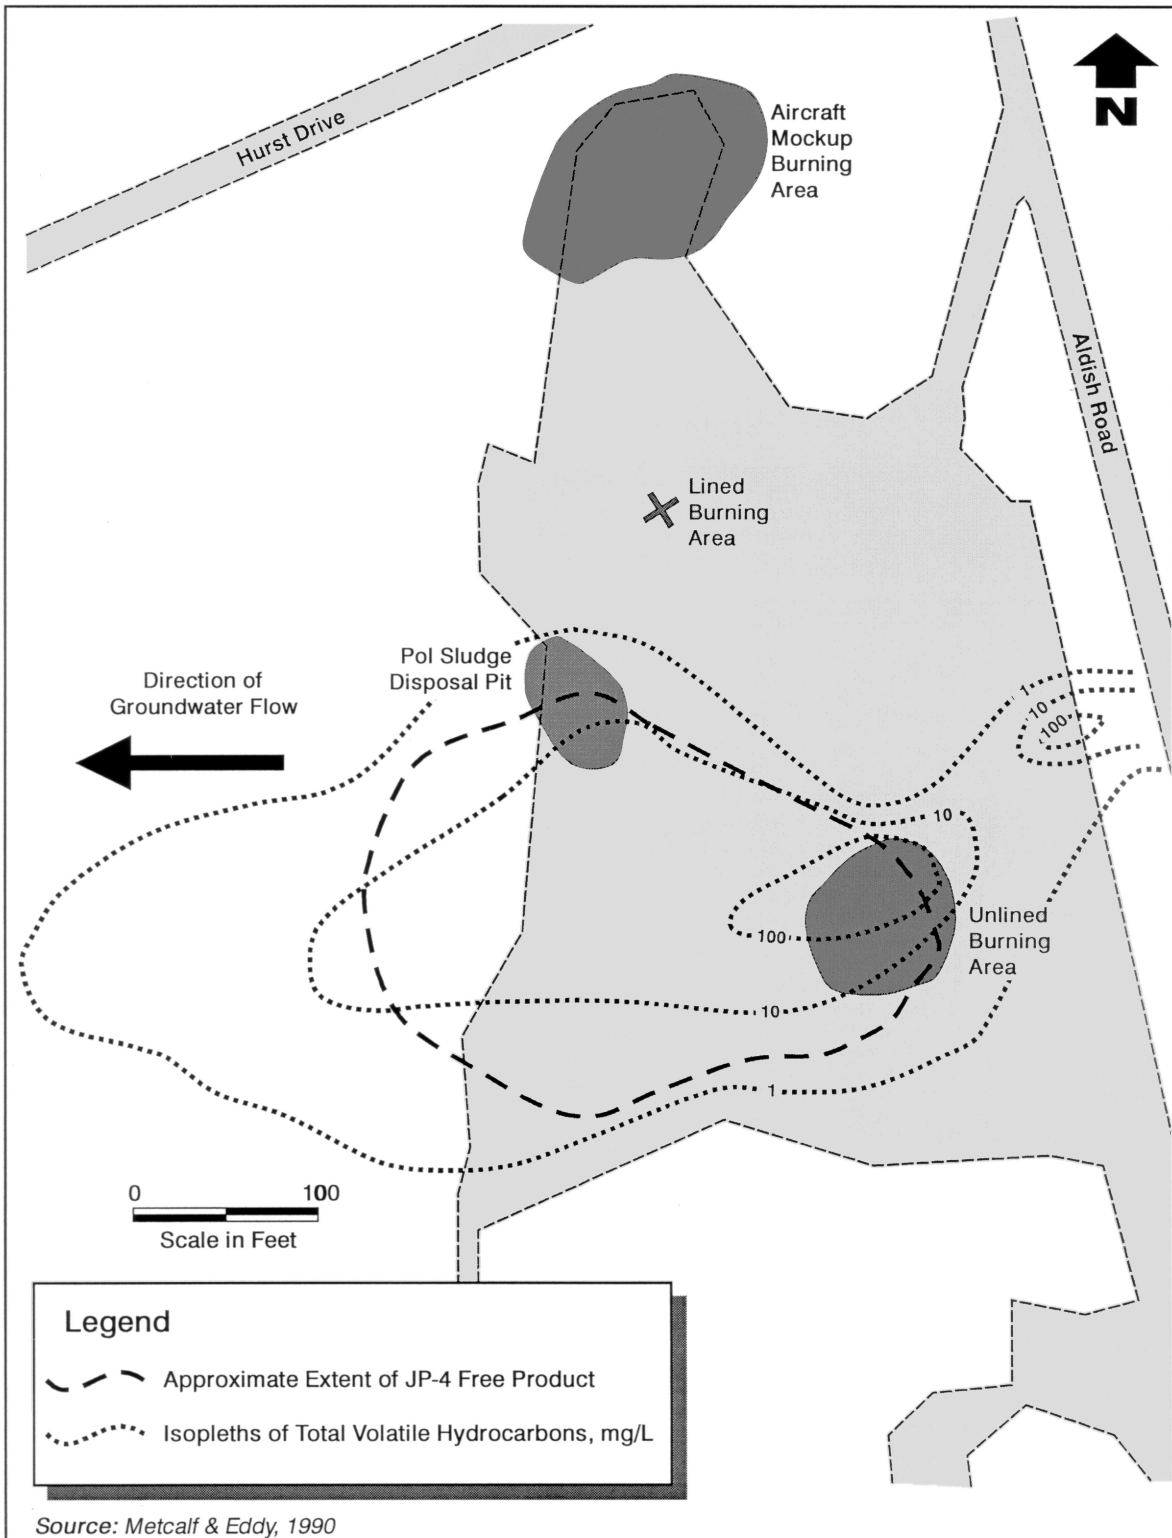 Hurst Drive
Aircraft
Mockup
Burning
Area
N
Aldish Road
Lined
Burning
Area
Pol Sludge
Disposal Pit
Direction of
Groundwater Flow
1
10
100
10
100
Unlined
Burning
Area
10
1
0 100
Scale in Feet
Legend
Approximate Extent of JP-4 Free Product
Isopleths of Total Volatile Hydrocarbons, mg/L
Source: Metcalf & Eddy, 1990